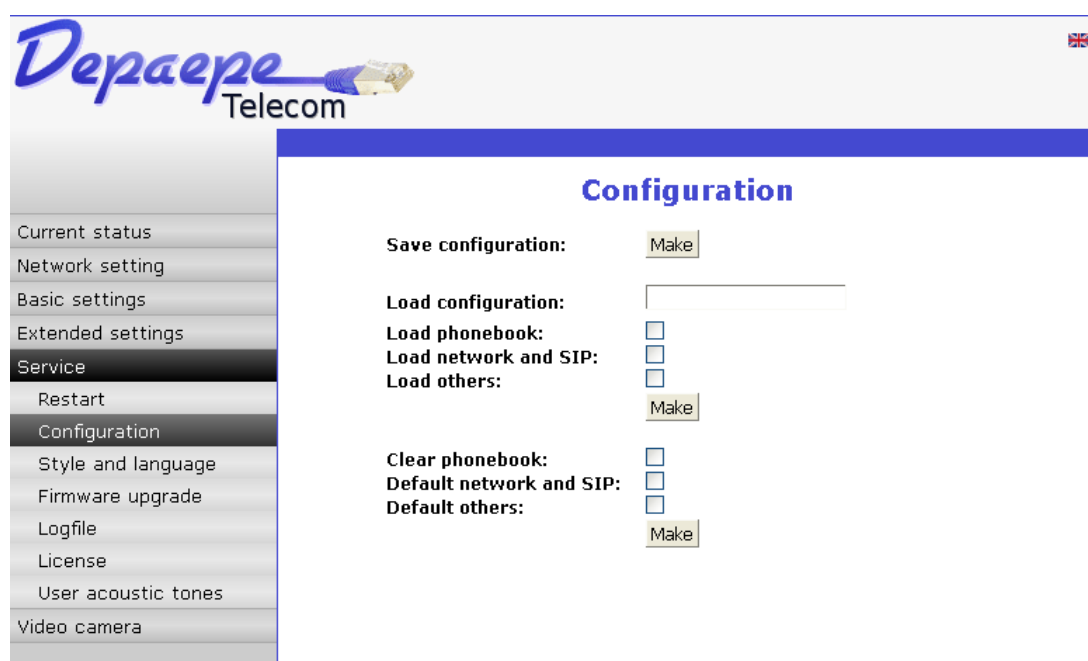 Depaepe
Telecom
Configuration
Current status
Network setting
Basic settings
Extended settings
Service
Restart
Configuration
Style and language
Firmware upgrade
Logfile
License
User acoustic tones
Video camera
Save configuration: Make
Load configuration:
Load phonebook:
Load network and SIP:
Load others:
Make
Clear phonebook:
Default network and SIP:
Default others:
Make